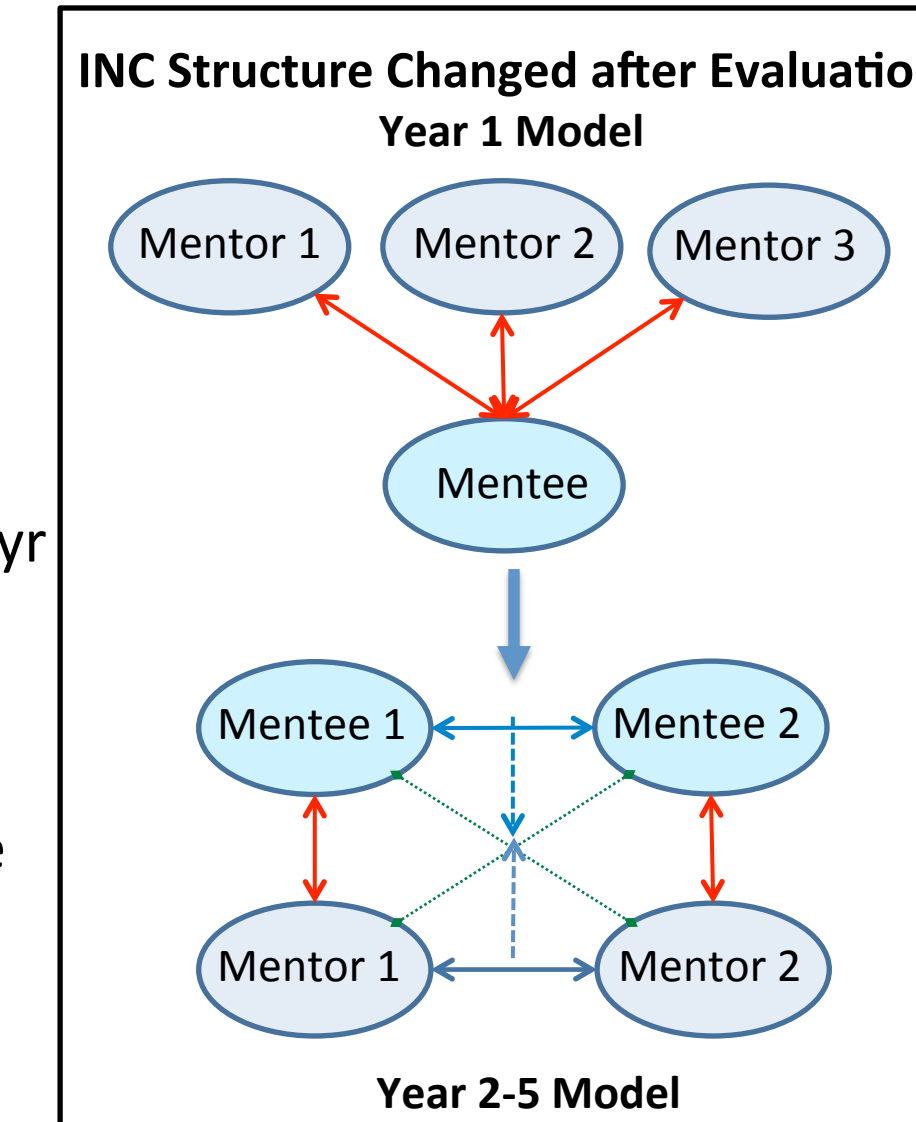 INC Structure Changed after Evaluatio
Year 1 Model
Mentor 1 Mentor 2 Mentor 3
Mentee
yr
Mentee 1 Mentee 2
e
Mentor 1 Mentor 2
Year 2-5 Model